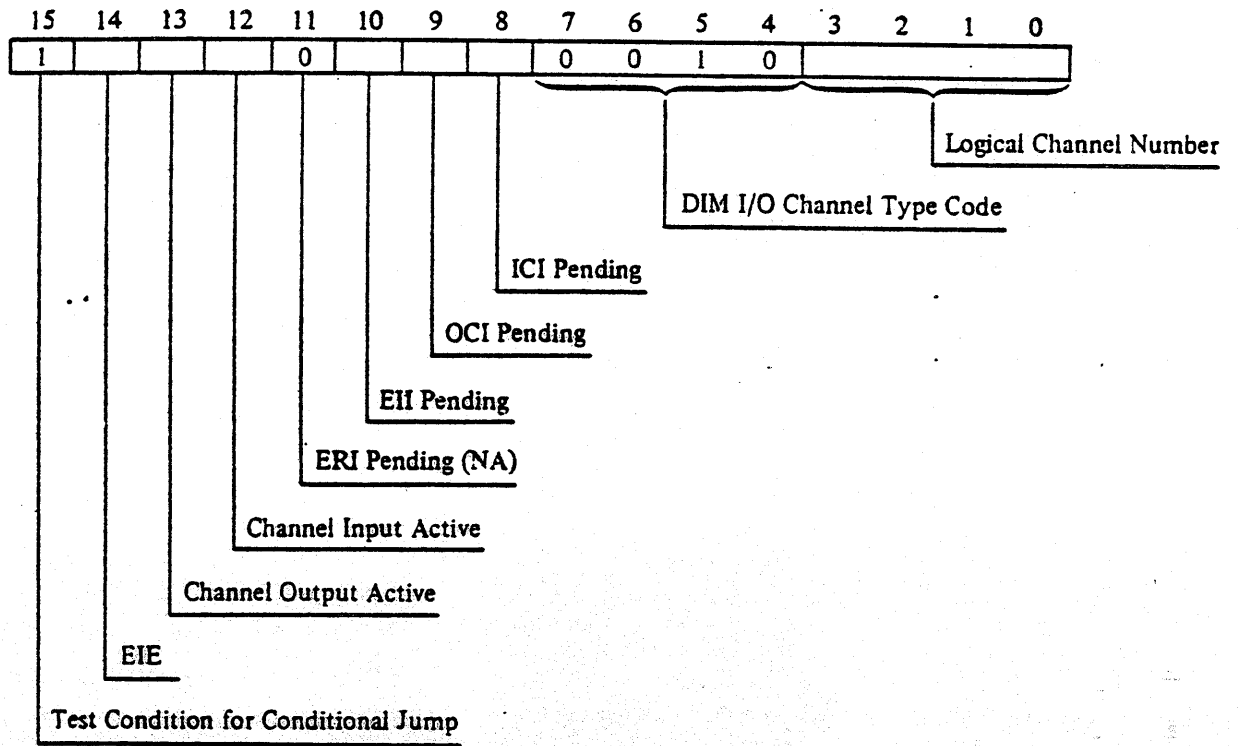 15 14 13 12 11 10 9 8 7 6 5 4 3 2 1 0
1 0 0 0 1 0
Logical Channel Number
DIM I/O Channel Type Code
ICI Pending
OCI Pending
EII Pending
ERI Pending (NA)
Channel Input Active
Channel Output Active
EIE
Test Condition for Conditional Jump